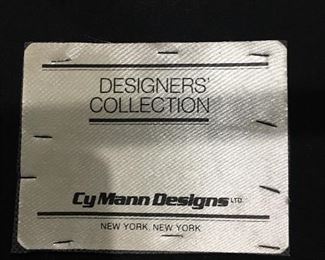 DESIGNERS'
COLLECTION
Cy Mann Designs LTD.
NEW YORK, NEW YORK